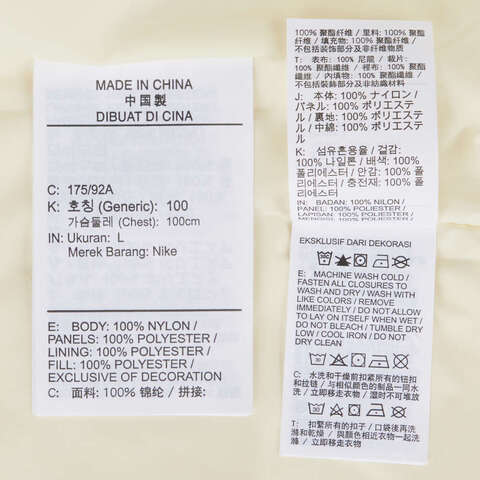 MADE IN CHINA
中国製
DIBUAT DI CINA
C: 175/92A
K: 호칭 (Generic): 100
가슴둘레 (Chest): 100cm
IN: Ukuran: L
Merek Barang: Nike
E: BODY: 100% NYLON /
PANELS: 100% POLYESTER /
LINING: 100% POLYESTER /
FILL: 100% POLYESTER /
EXCLUSIVE OF DECORATION
C: 面料: 100% 锦纶 / 拼接:
100% 聚酯纤维 / 里料: 100% 聚酯
纤维 / 填充物: 100% 聚酯纤维 /
不包括装饰部分及非纤维物质
T: 表布: 100% 尼龍 / 裁片:
100% 聚酯纖維 / 裡布: 100% 聚酯
纖維 / 內填物: 100% 聚酯纖維 /
不包括裝飾部分及非紡織材料
J: 本体: 100% ナイロン /
パネル: 100% ポリエステ
ル / 裏地: 100% ポリエステ
ル / 中綿: 100% ポリエステル
K: 섬유혼용율 / 겉감:
100% 나일론 / 배색: 100%
폴리에스터 / 안감: 100% 폴
리에스터 / 충전재: 100% 폴
리에스터
IN: BADAN: 100% NILON /
PANEL: 100% POLYESTER /
LAPISAN: 100% POLYESTER /
MENGISI: 100% POLYESTER /
EKSKLUSIF DARI DEKORASI
E: MACHINE WASH COLD /
FASTEN ALL CLOSURES TO
WASH AND DRY / WASH WITH
LIKE COLORS / REMOVE
IMMEDIATELY / DO NOT ALLOW
TO LAY ON ITSELF WHEN WET /
DO NOT BLEACH / TUMBLE DRY
LOW / COOL IRON / DO NOT
DRY CLEAN
C: 水洗和干燥前扣紧所有的钮扣
和拉链 / 与相似颜色的制品一同水
洗 / 立即移走衣物 / 湿时不可堆放
T: 扣緊所有的扣子 / 口袋後再洗
滌和乾燥 / 與顏色相近衣物一起洗
滌 / 立即移走衣物